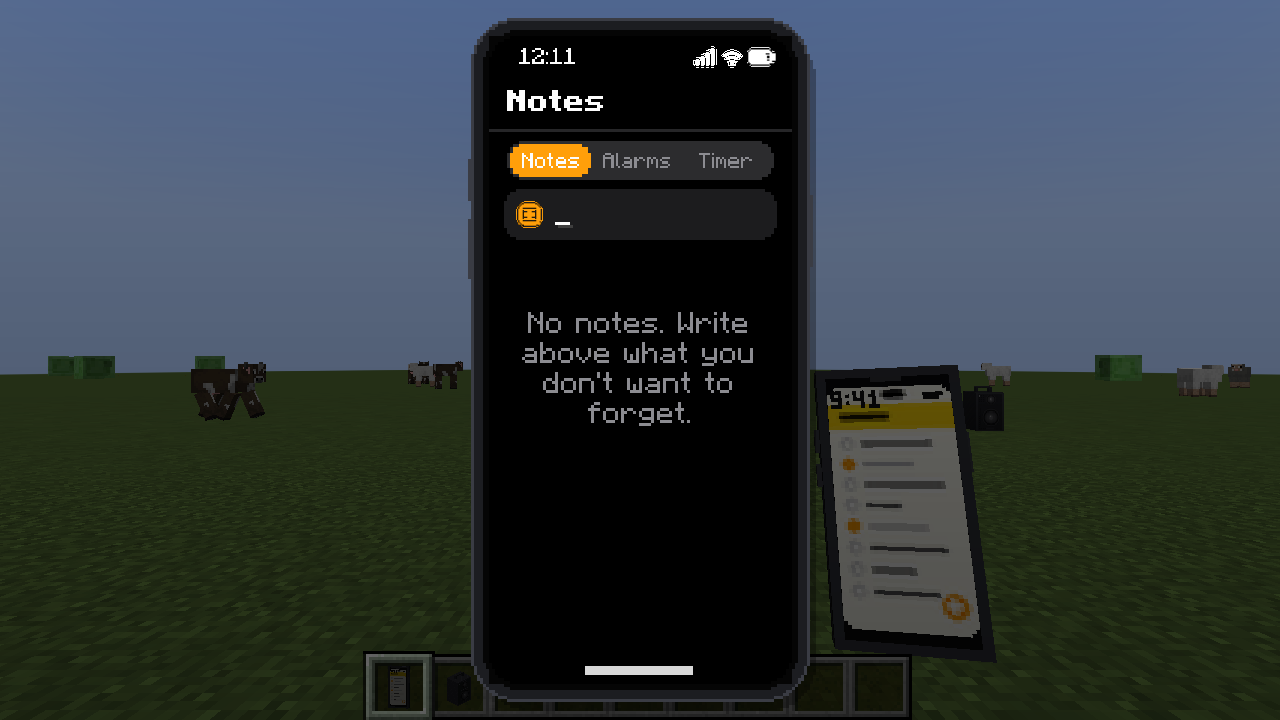 12:11
Notes
Notes Alarms Timer
No notes. Write
above what you
don't want to
forget.
9:41